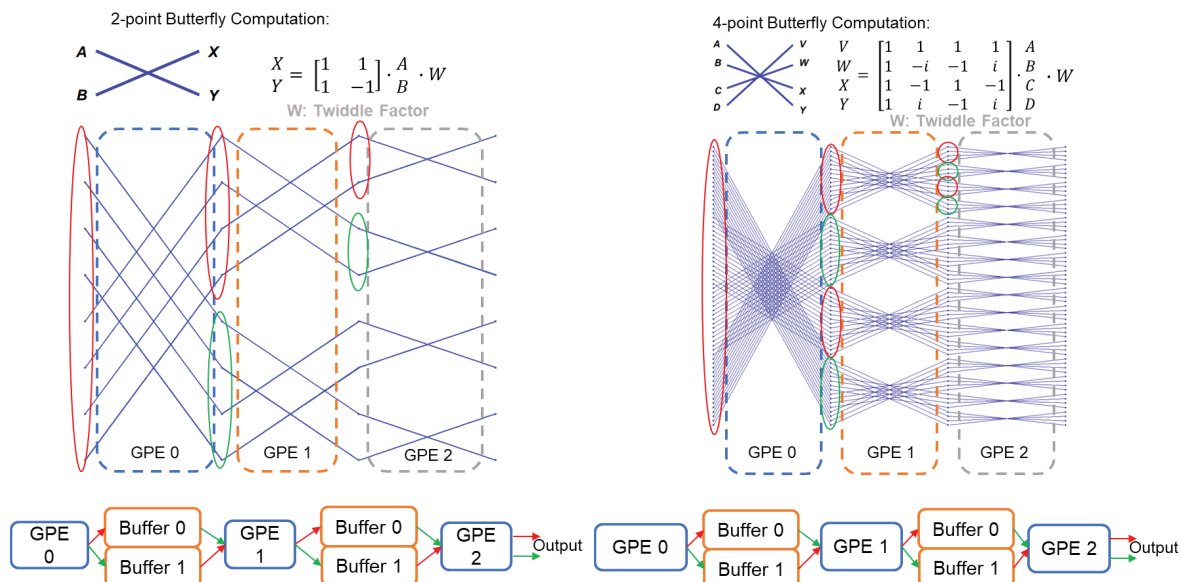 2-point Butterfly Computation:
A X
B Y
X = [1 1] · A · W
Y [1 -1] B
W: Twiddle Factor
GPE 0 GPE 1 GPE 2
GPE 0 Buffer 0 Buffer 1 GPE 1 Buffer 0 Buffer 1 GPE 2 Output
4-point Butterfly Computation:
A V
B W
C X
D Y
V [1 1 1 1] A
W = [1 -i -1 i] · B · W
X [1 -1 1 -1] C
Y [1 i -1 i] D
W: Twiddle Factor
GPE 0 GPE 1 GPE 2
GPE 0 Buffer 0 Buffer 1 GPE 1 Buffer 0 Buffer 1 GPE 2 Output